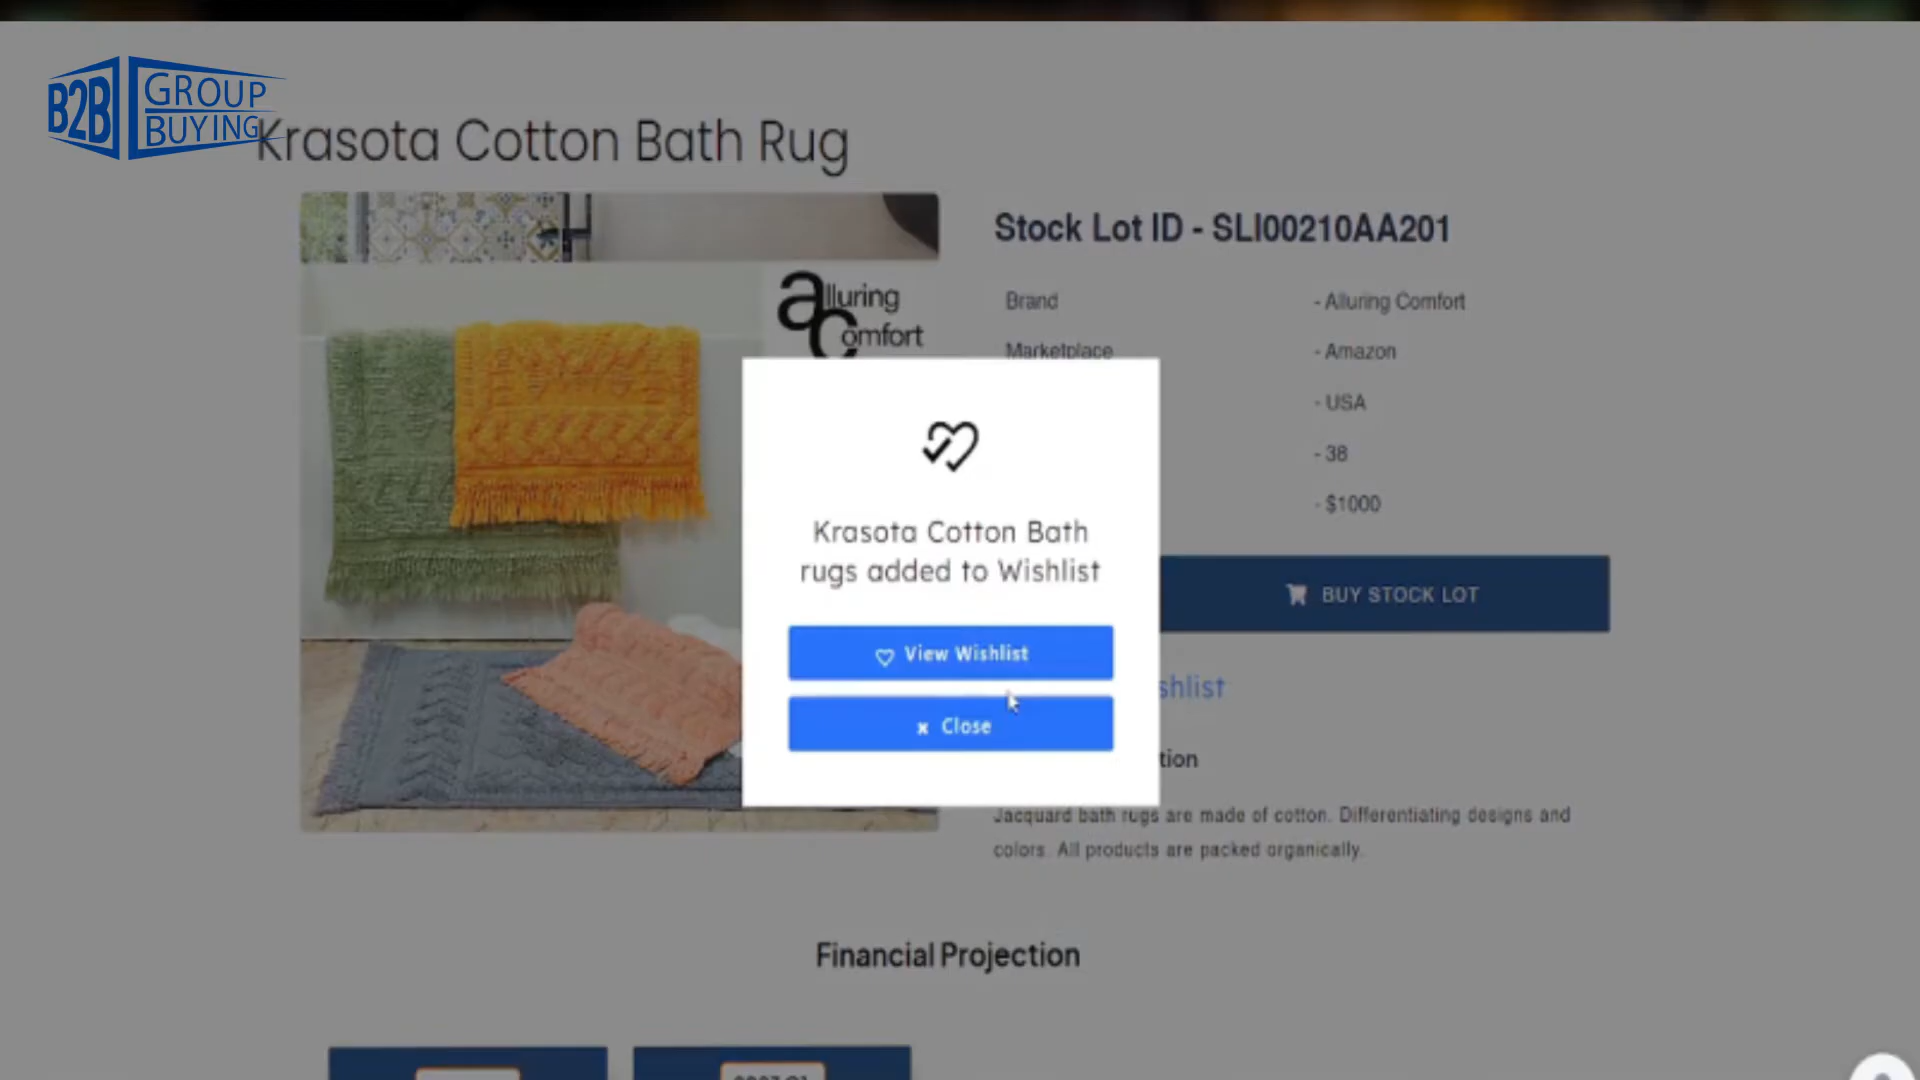 B2B GROUP BUYING
Krasota Cotton Bath Rug
alluring comfort
Stock Lot ID - SLI00210AA201
Brand - Alluring Comfort
Marketplace - Amazon
- USA
- 38
- $1000
Krasota Cotton Bath
rugs added to Wishlist
View Wishlist
x Close
BUY STOCK LOT
shlist
tion
Jacquard bath rugs are made of cotton. Differentiating designs and
colors. All products are packed organically.
Financial Projection